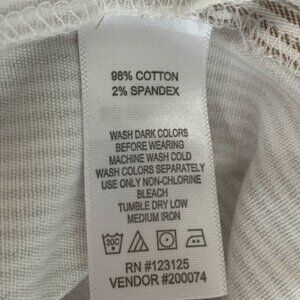 98% COTTON
2% SPANDEX
WASH DARK COLORS
BEFORE WEARING
MACHINE WASH COLD
WASH COLORS SEPARATELY
USE ONLY NON-CHLORINE
BLEACH
TUMBLE DRY LOW
MEDIUM IRON
30C
RN #123125
VENDOR #200074